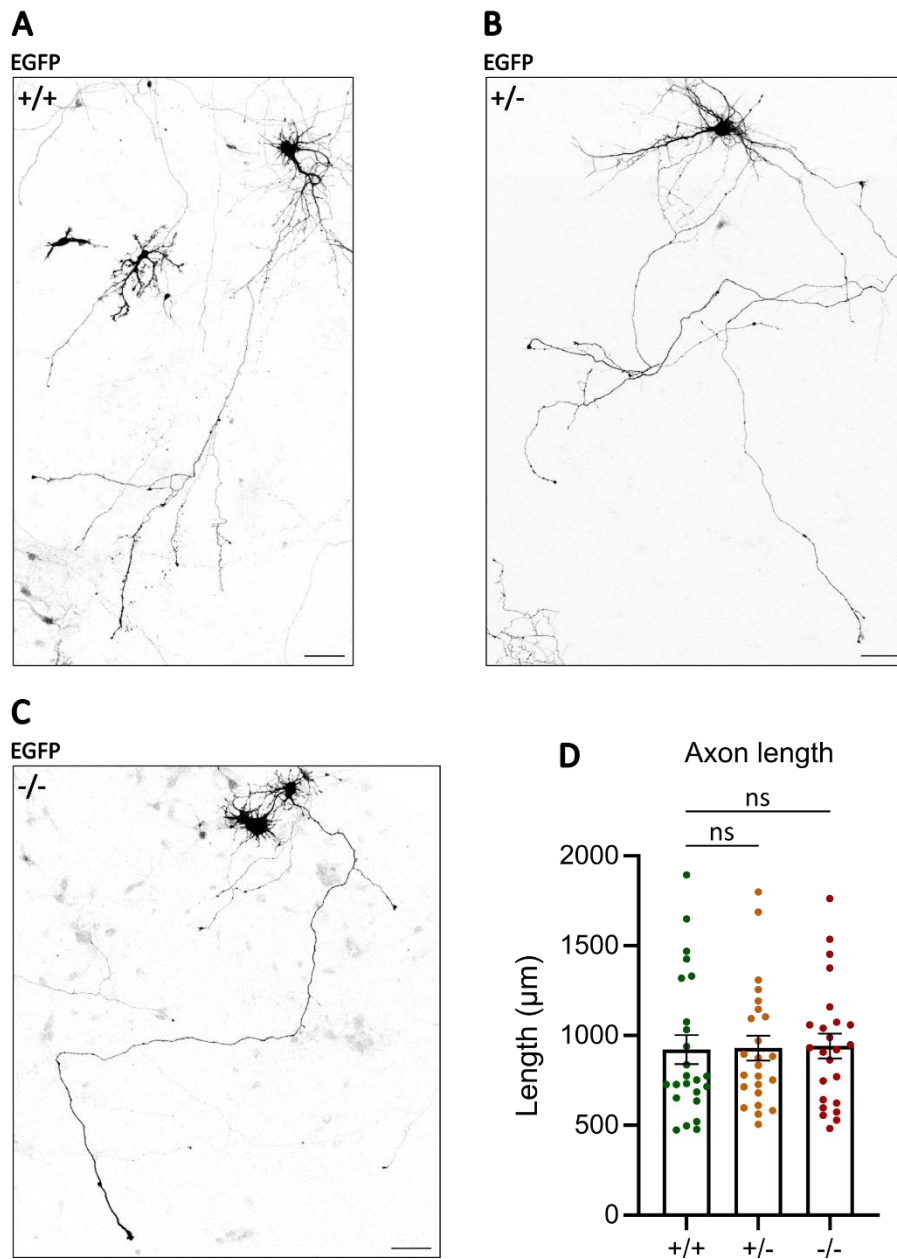 A
EGFP
+/+
B
EGFP
+/-
C
EGFP
-/-
D
Axon length
ns
ns
2000
1500
1000
500
0
Length (μm)
+/+
+/-
-/-